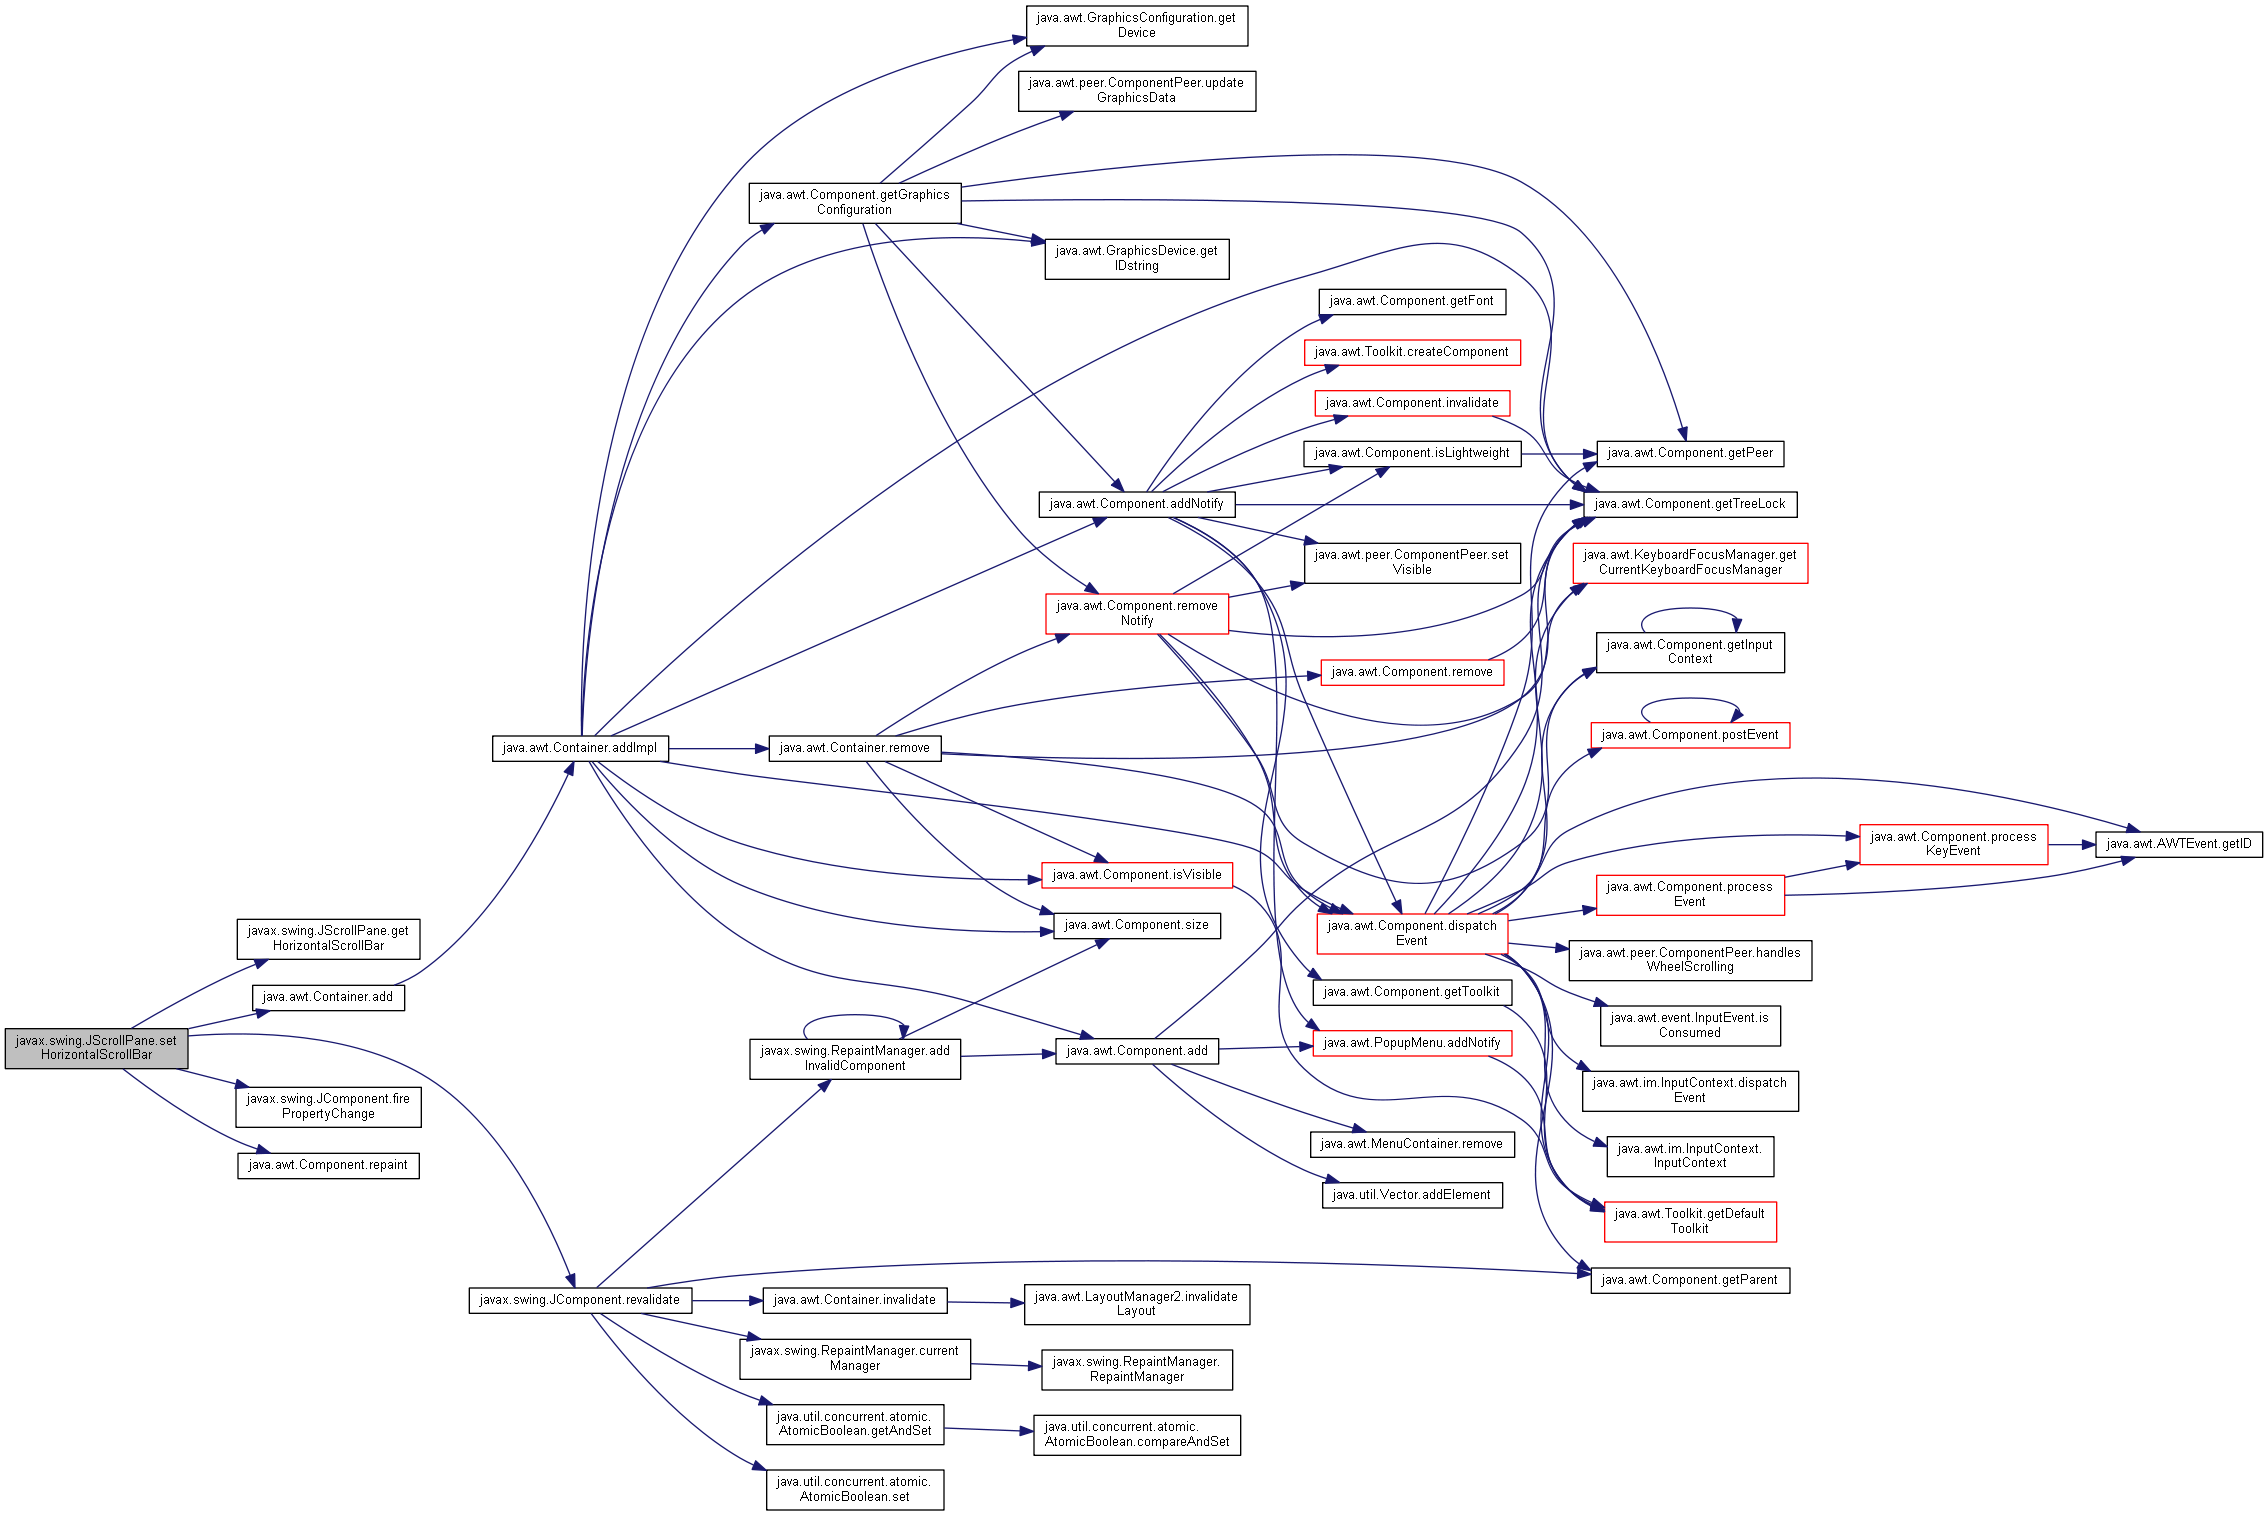 java.awt.GraphicsConfiguration.get
Device
java.awt.peer.ComponentPeer.update
GraphicsData
java.awt.Component.getGraphics
Configuration
java.awt.GraphicsDevice.get
IDstring
java.awt.Component.getFont
java.awt.Toolkit.createComponent
java.awt.Component.invalidate
java.awt.Component.isLightweight
java.awt.Component.getPeer
java.awt.Component.addNotify
java.awt.Component.getTreeLock
java.awt.peer.ComponentPeer.set
Visible
java.awt.KeyboardFocusManager.get
CurrentKeyboardFocusManager
java.awt.Component.remove
Notify
java.awt.Component.getInput
Context
java.awt.Component.remove
java.awt.Component.postEvent
java.awt.Container.addImpl
java.awt.Container.remove
java.awt.Component.process
KeyEvent
java.awt.AWTEvent.getID
java.awt.Component.isVisible
java.awt.Component.process
Event
java.awt.Component.size
java.awt.Component.dispatch
Event
javax.swing.JScrollPane.get
HorizontalScrollBar
java.awt.peer.ComponentPeer.handles
WheelScrolling
java.awt.Container.add
java.awt.Component.getToolkit
java.awt.event.InputEvent.is
Consumed
javax.swing.JScrollPane.set
HorizontalScrollBar
javax.swing.RepaintManager.add
InvalidComponent
java.awt.Component.add
java.awt.PopupMenu.addNotify
java.awt.im.InputContext.dispatch
Event
javax.swing.JComponent.fire
PropertyChange
java.awt.MenuContainer.remove
java.awt.im.InputContext.
InputContext
java.awt.Component.repaint
java.util.Vector.addElement
java.awt.Toolkit.getDefault
Toolkit
java.awt.Component.getParent
javax.swing.JComponent.revalidate
java.awt.Container.invalidate
java.awt.LayoutManager2.invalidate
Layout
javax.swing.RepaintManager.current
Manager
javax.swing.RepaintManager.
RepaintManager
java.util.concurrent.atomic.
AtomicBoolean.getAndSet
java.util.concurrent.atomic.
AtomicBoolean.compareAndSet
java.util.concurrent.atomic.
AtomicBoolean.set